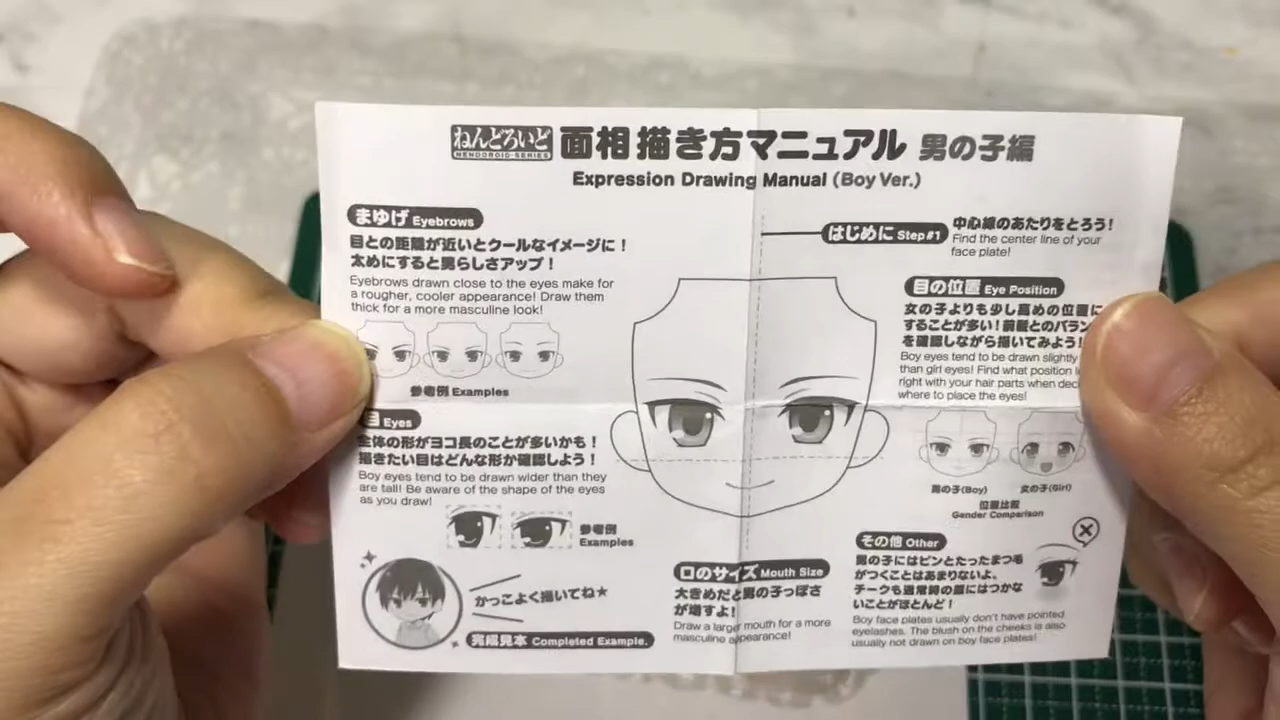 ねんどろいど
NENDOROID-SERIES
面相描き方マニュアル 男の子編
Expression Drawing Manual (Boy Ver.)
まゆげ Eyebrows
目との距離が近いとクールなイメージに！
太めにすると男らしさアップ！
Eyebrows drawn close to the eyes make for
a rougher, cooler appearance! Draw them
thick for a more masculine look!
参考例 Examples
はじめに Step#1
中心線のあたりをとろう！
Find the center line of your
face plate!
目の位置 Eye Position
女の子よりも少し高めの位置に
することが多い！前髪とのバラン
を確認しながら描いてみよう！
Boy eyes tend to be drawn slightly
than girl eyes! Find what position
right with your hair parts when
where to place the eyes!
男の子(Boy)
女の子(Girl)
位置比較
Gender Comparison
Eyes
全体の形がヨコ長のことが多いかも！
描きたい目はどんな形か確認しよう！
Boy eyes tend to be drawn wider than they
are tall! Be aware of the shape of the eyes
as you draw!
参考例
Examples
かっこよく描いてね★
完成見本 Completed Example.
口のサイズ Mouth Size
大きめだと男の子っぽさ
が増すよ！
Draw a large mouth for a more
masculine appearance!
その他 Other
男の子にはピンとたったまつ毛
がつくことはあまりないよ、
チークも通常時の顔にはつかな
いことがほとんど！
Boy face plates usually don't have pointed
eyelashes. The blush on the cheeks is also
usually not drawn on boy face plates!